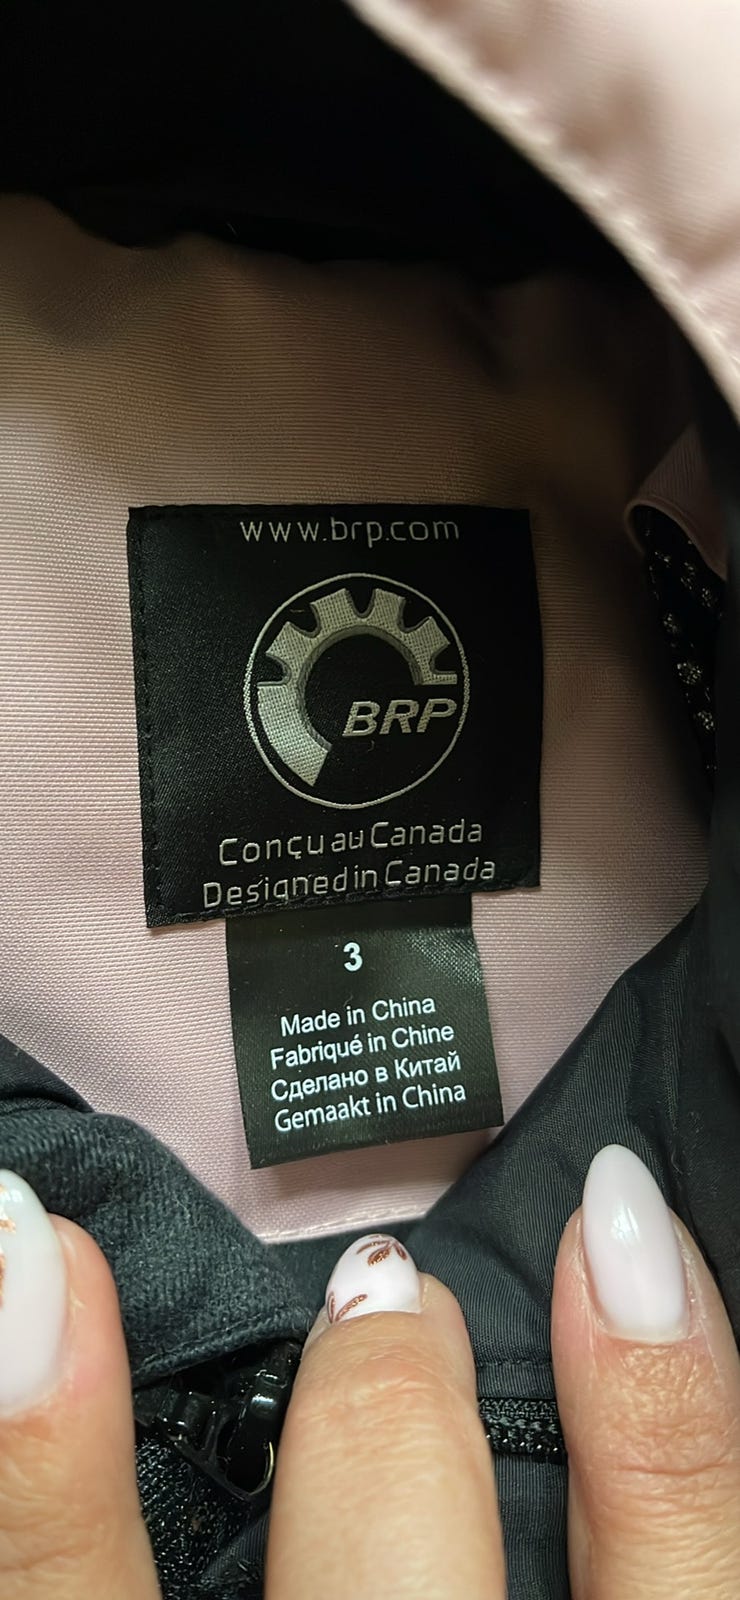 www.brp.com
BRP
Conçu au Canada
Designed in Canada
3
Made in China
Fabriqué in Chine
Сделано в Китай
Gemaakt in China